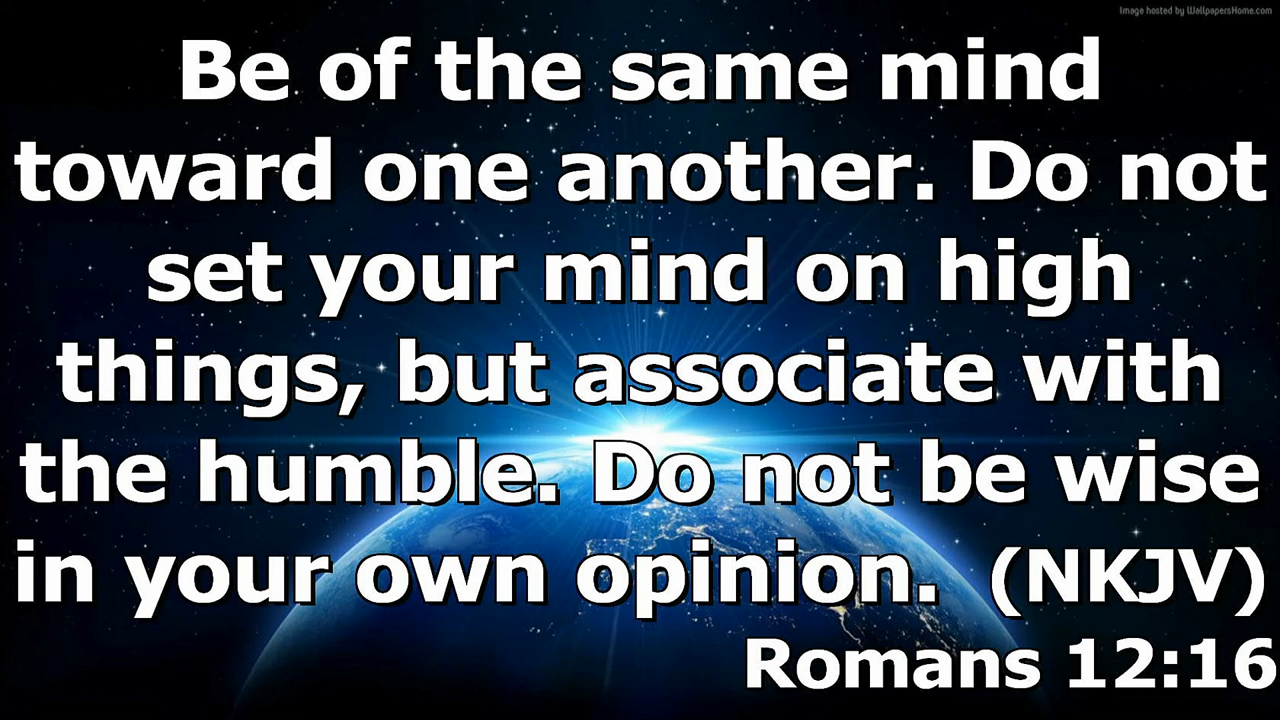 Image hosted by WallpapersHome.com
Be of the same mind
toward one another. Do not
set your mind on high
things, but associate with
the humble. Do not be wise
in your own opinion. (NKJV)
Romans 12:16